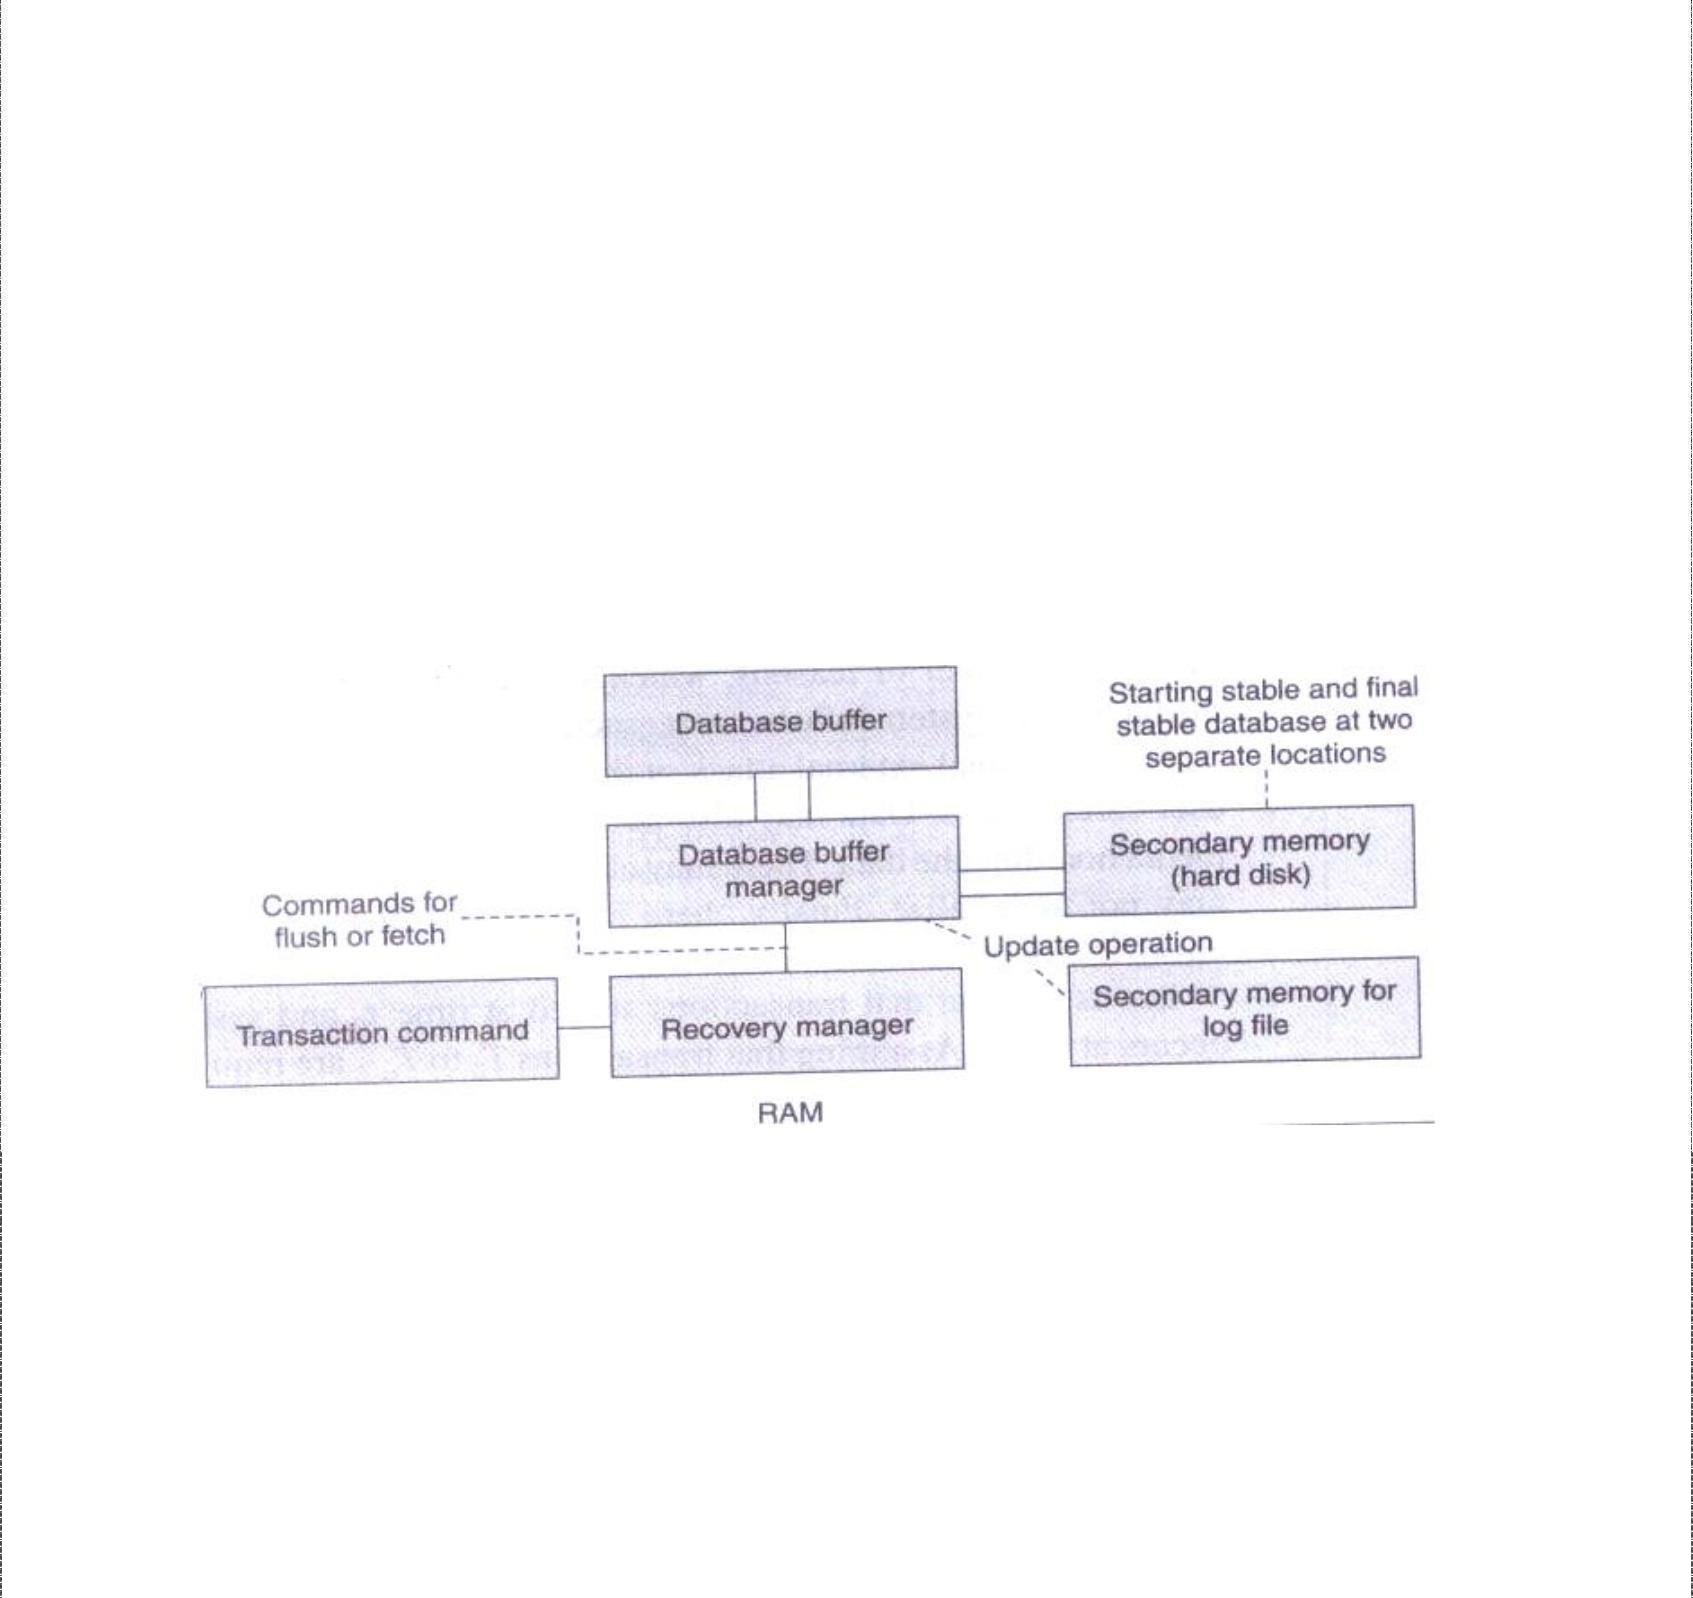 Database buffer
Starting stable and final
stable database at two
separate locations
Database buffer
manager
Secondary memory
(hard disk)
Commands for
flush or fetch
Update operation
Transaction command
Recovery manager
Secondary memory for
log file
RAM